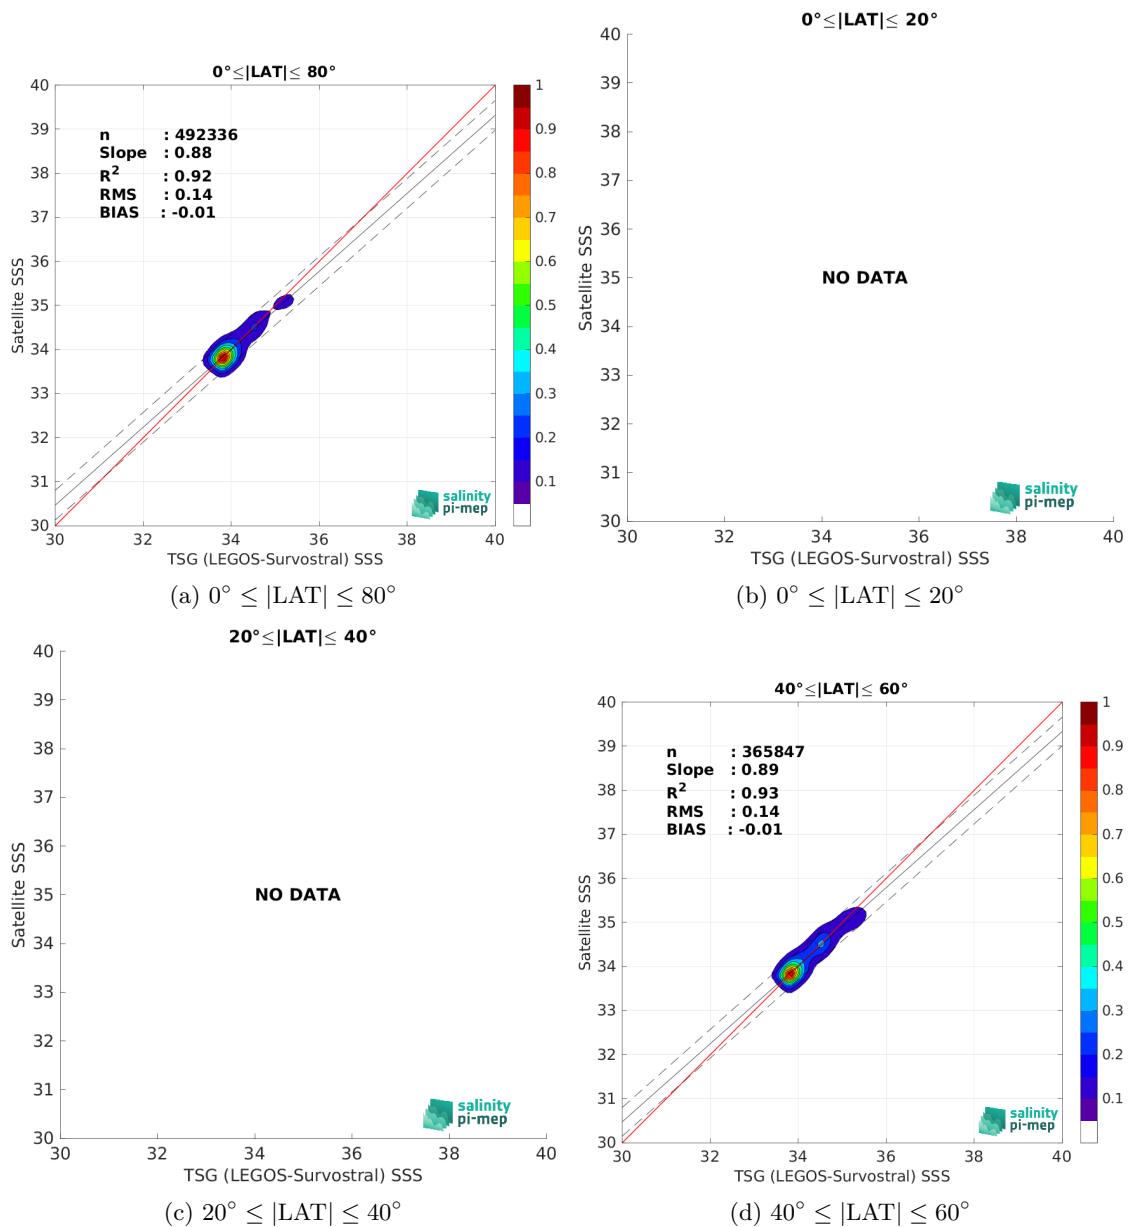 0°≤|LAT|≤ 80°
40
39
38
37
36
35
34
33
32
31
30
Satellite SSS
n : 492336
Slope : 0.88
R² : 0.92
RMS : 0.14
BIAS : -0.01
salinity
pi-mep
30 32 34 36 38 40
TSG (LEGOS-Survostral) SSS
1
0.9
0.8
0.7
0.6
0.5
0.4
0.3
0.2
0.1
(a) 0° ≤ |LAT| ≤ 80°
0°≤|LAT|≤ 20°
40
39
38
37
36
35
34
33
32
31
30
Satellite SSS
NO DATA
salinity
pi-mep
30 32 34 36 38 40
TSG (LEGOS-Survostral) SSS
(b) 0° ≤ |LAT| ≤ 20°
20°≤|LAT|≤ 40°
40
39
38
37
36
35
34
33
32
31
30
Satellite SSS
NO DATA
salinity
pi-mep
30 32 34 36 38 40
TSG (LEGOS-Survostral) SSS
(c) 20° ≤ |LAT| ≤ 40°
40°≤|LAT|≤ 60°
40
39
38
37
36
35
34
33
32
31
30
Satellite SSS
n : 365847
Slope : 0.89
R² : 0.93
RMS : 0.14
BIAS : -0.01
salinity
pi-mep
30 32 34 36 38 40
TSG (LEGOS-Survostral) SSS
1
0.9
0.8
0.7
0.6
0.5
0.4
0.3
0.2
0.1
(d) 40° ≤ |LAT| ≤ 60°